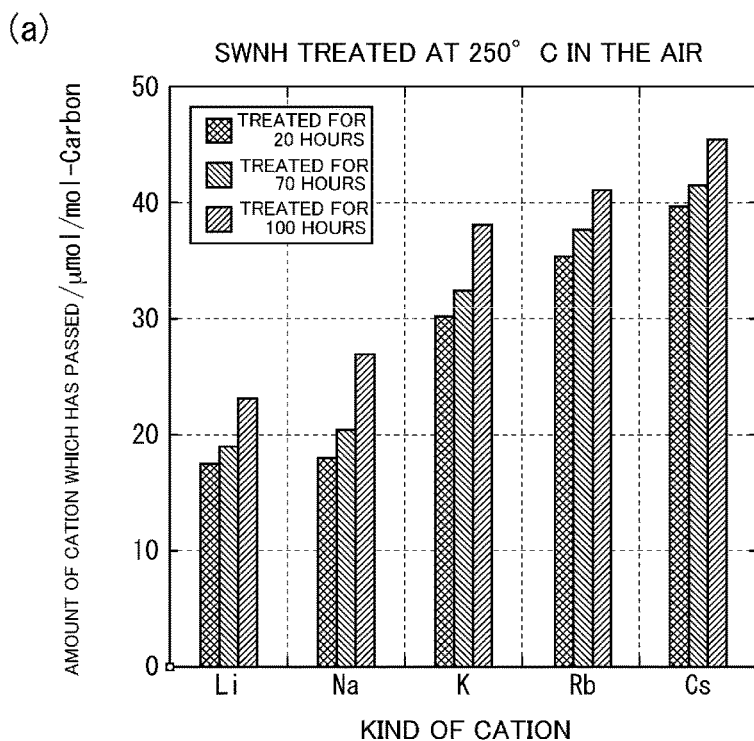 (a)
SWNH TREATED AT 250° C IN THE AIR
AMOUNT OF CATION WHICH HAS PASSED /μmol/mol-Carbon
50
40
30
20
10
0
TREATED FOR
20 HOURS
TREATED FOR
70 HOURS
TREATED FOR
100 HOURS
Li Na K Rb Cs
KIND OF CATION